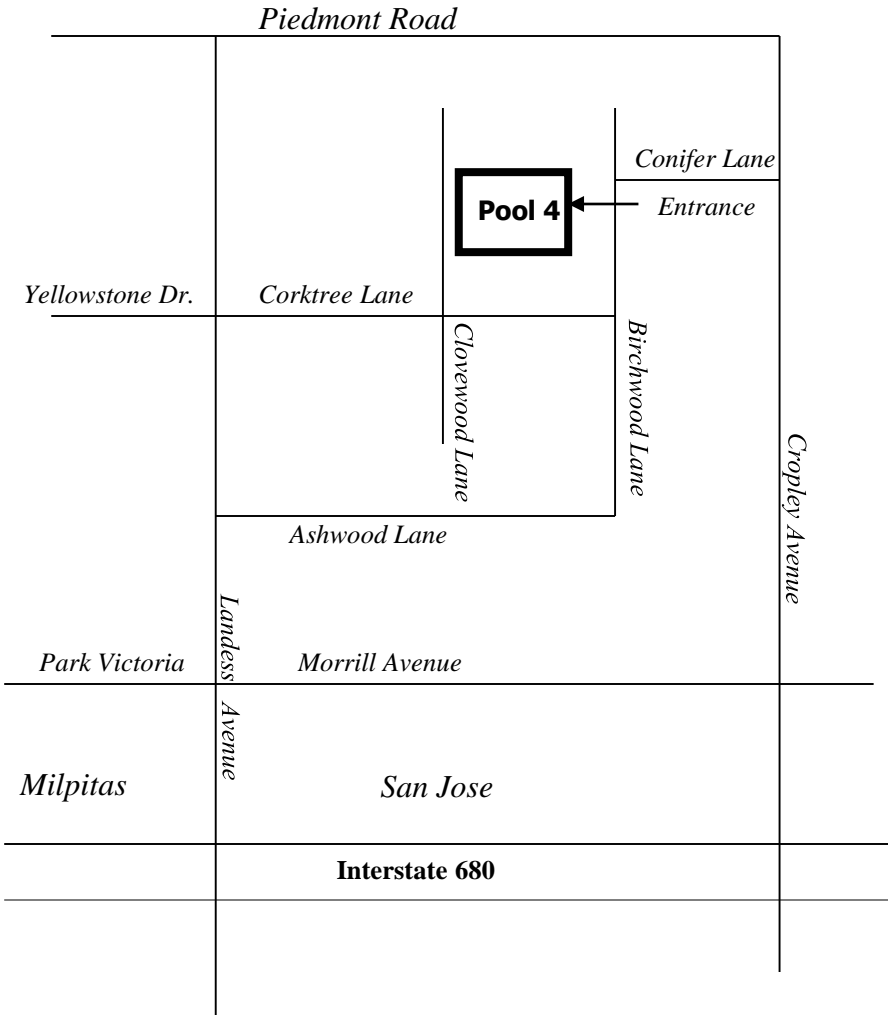 Piedmont Road
Conifer Lane
Pool 4
Entrance
Yellowstone Dr.
Corktree Lane
Clovewood Lane
Birchwood Lane
Cropley Avenue
Ashwood Lane
Landess Avenue
Park Victoria
Morrill Avenue
Milpitas
San Jose
Interstate 680